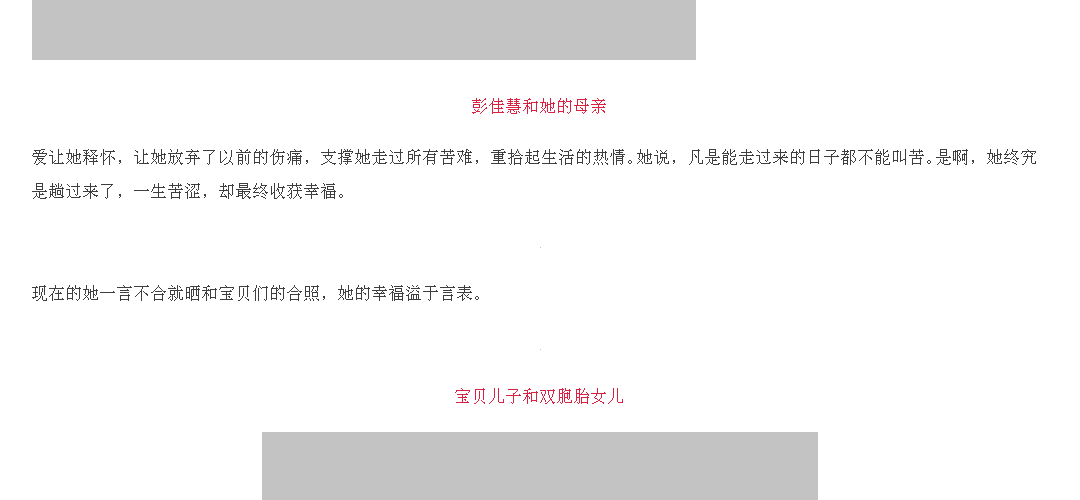 彭佳慧和她的母亲
爱让她释怀，让她放弃了以前的伤痛，支撑她走过所有苦难，重拾起生活的热情。她说，凡是能走过来的日子都不能叫苦。是啊，她终究
是趟过来了，一生苦涩，却最终收获幸福。
现在的她一言不合就晒和宝贝们的合照，她的幸福溢于言表。
宝贝儿子和双胞胎女儿